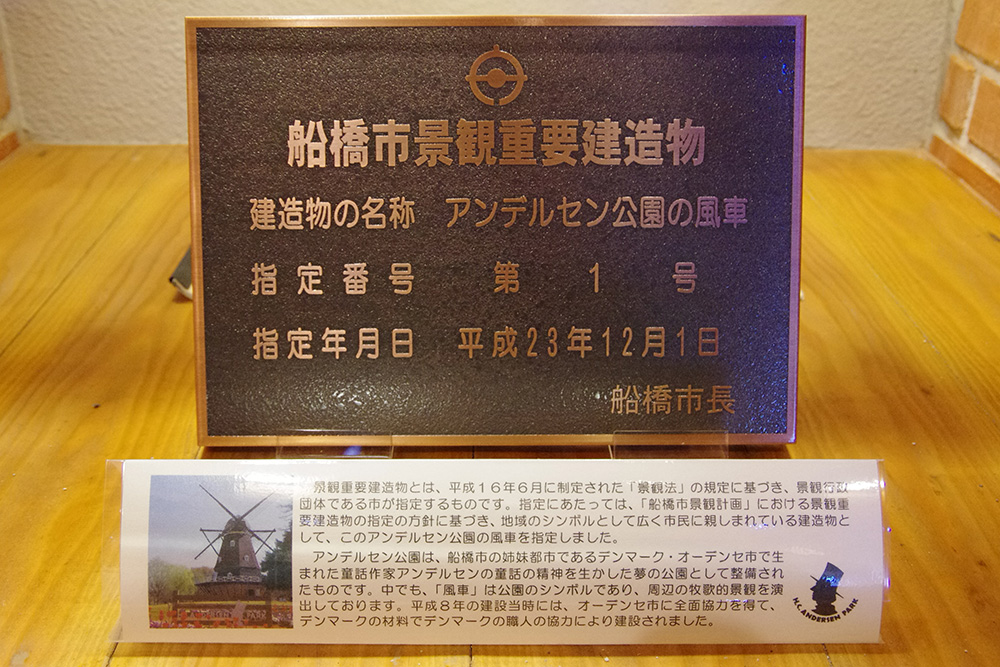 船橋市景観重要建造物
建造物の名称 アンデルセン公園の風車
指定番号 第1号
指定年月日 平成23年12月1日
船橋市長
景観重要建造物とは、平成16年6月に制定された「景観法」の規定に基づき、景観行政
団体である市が指定するものです。指定にあたっては、「船橋市景観計画」における景観重
要建造物の指定の方針に基づき、地域のシンボルとして広く市民に親しまれている建造物と
して、このアンデルセン公園の風車を指定しました。
アンデルセン公園は、船橋市の姉妹都市であるデンマーク・オーデンセ市で生
まれた童話作家アンデルセンの童話の精神を生かした夢の公園として整備され
たものです。中でも、「風車」は公園のシンボルであり、周辺の牧歌的景観を演
出しております。平成8年の建設当時には、オーデンセ市に全面協力を得て、
デンマークの材料でデンマークの職人の協力により建設されました。
H.C.ANDERSEN PARK